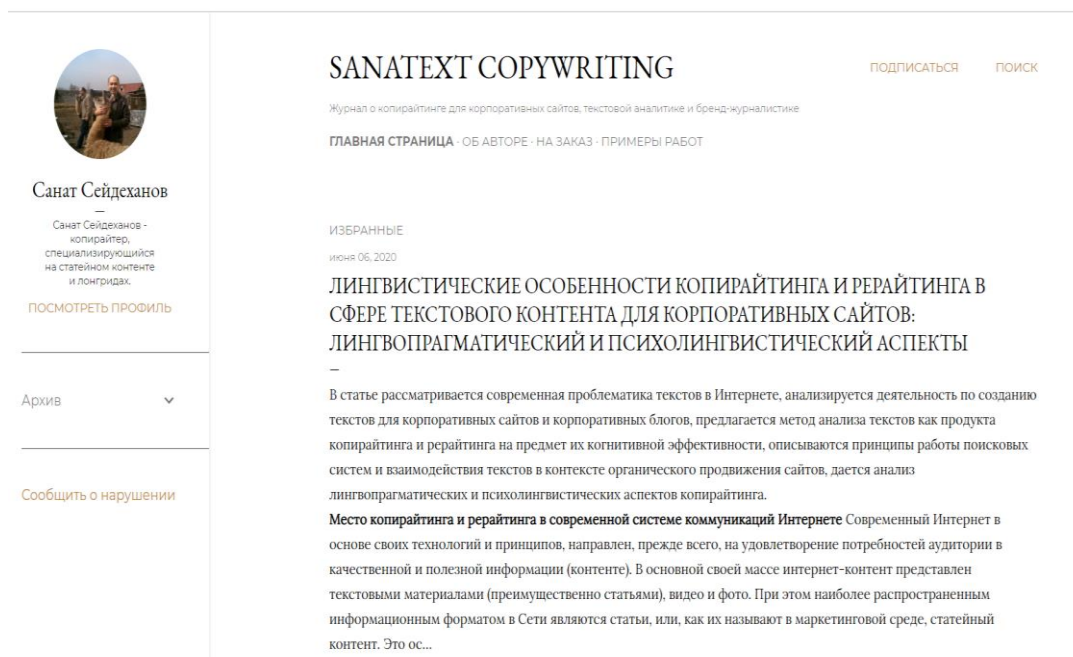 Санат Сейдеханов
—
Санат Сейдеханов -
копирайтер,
специализирующийся
на статейном контенте
и лонгридах.
ПОСМОТРЕТЬ ПРОФИЛЬ
Архив
Сообщить о нарушении
SANATEXT COPYWRITING
ПОДПИСАТЬСЯ ПОИСК
Журнал о копирайтинге для корпоративных сайтов, текстовой аналитике и бренд-журналистике
ГЛАВНАЯ СТРАНИЦА · ОБ АВТОРЕ · НА ЗАКАЗ · ПРИМЕРЫ РАБОТ
ИЗБРАННЫЕ
июня 06, 2020
ЛИНГВИСТИЧЕСКИЕ ОСОБЕННОСТИ КОПИРАЙТИНГА И РЕРАЙТИНГА В
СФЕРЕ ТЕКСТОВОГО КОНТЕНТА ДЛЯ КОРПОРАТИВНЫХ САЙТОВ:
ЛИНГВОПРАГМАТИЧЕСКИЙ И ПСИХОЛИНГВИСТИЧЕСКИЙ АСПЕКТЫ
—
В статье рассматривается современная проблематика текстов в Интернете, анализируется деятельность по созданию
текстов для корпоративных сайтов и корпоративных блогов, предлагается метод анализа текстов как продукта
копирайтинга и рерайтинга на предмет их когнитивной эффективности, описываются принципы работы поисковых
систем и взаимодействия текстов в контексте органического продвижения сайтов, дается анализ
лингвопрагматических и психолингвистических аспектов копирайтинга.
Место копирайтинга и рерайтинга в современной системе коммуникаций Интернете Современный Интернет в
основе своих технологий и принципов, направлен, прежде всего, на удовлетворение потребностей аудитории в
качественной и полезной информации (контенте). В основной своей массе интернет-контент представлен
текстовыми материалами (преимущественно статьями), видео и фото. При этом наиболее распространенным
информационным форматом в Сети являются статьи, или, как их называют в маркетинговой среде, статейный
контент. Это ос...